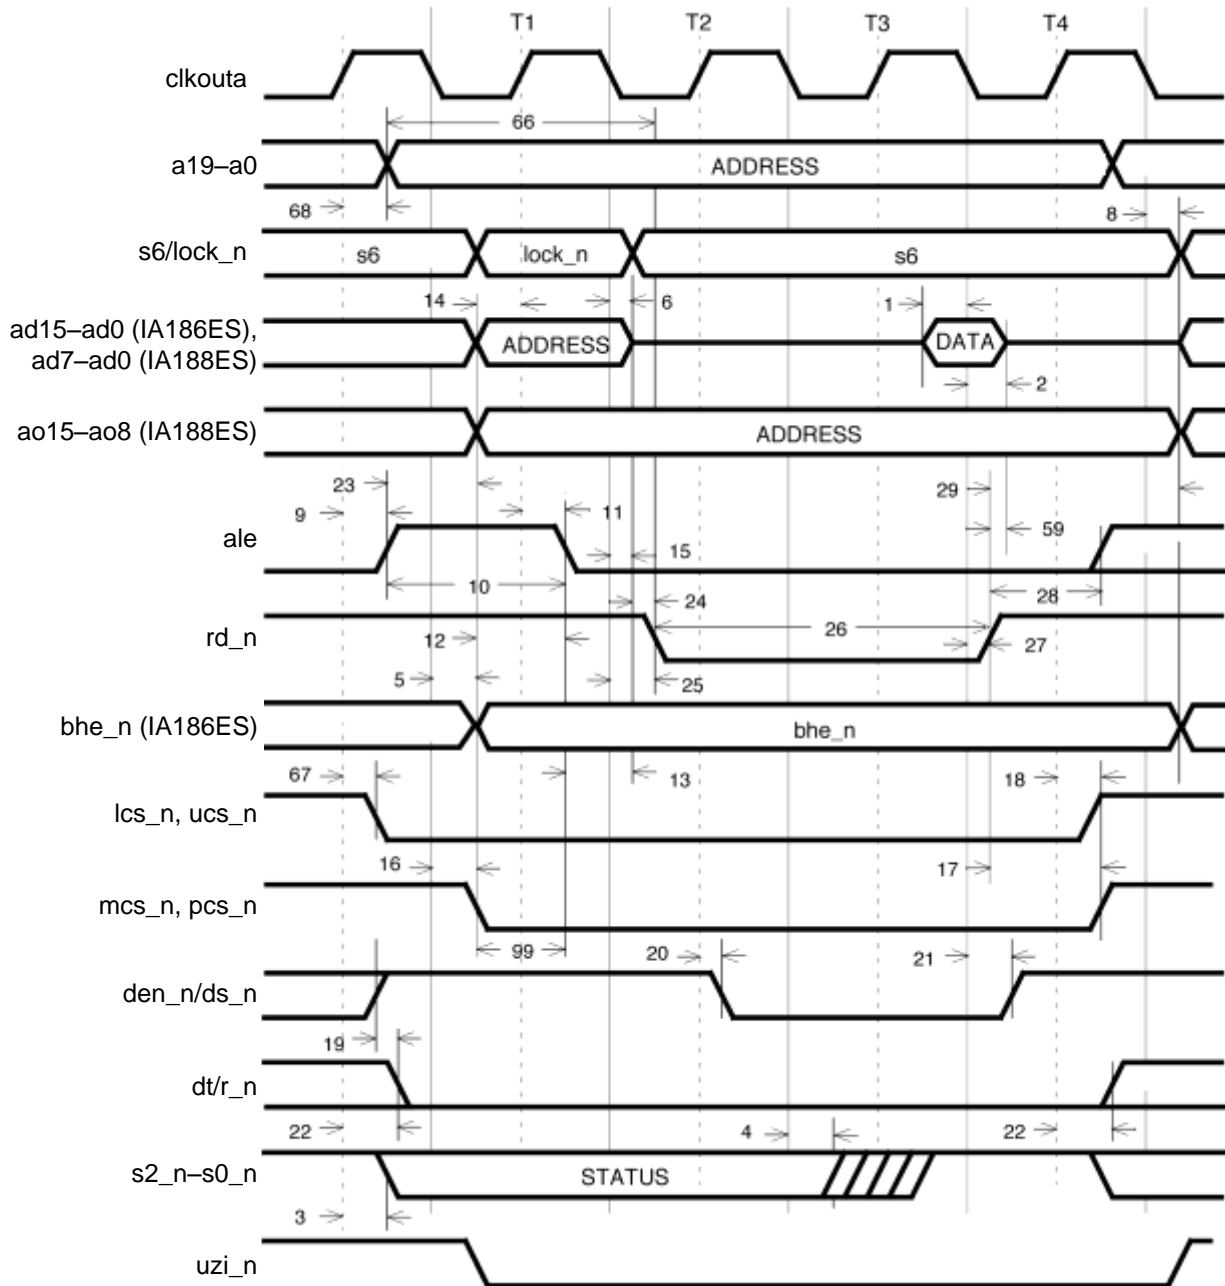 T1 T2 T3 T4
clkouta
66
a19–a0 ADDRESS
68 8
s6/lock_n s6 lock_n s6
14 6 1
ad15–ad0 (IA186ES), ADDRESS DATA
ad7–ad0 (IA188ES)
2
ao15–ao8 (IA188ES) ADDRESS
23 29
9 11 59
ale
15
10 28
24
rd_n 12 26 27
5 25
bhe_n (IA186ES) bhe_n
67 13 18
lcs_n, ucs_n
16 17
mcs_n, pcs_n
99 20 21
den_n/ds_n
19
dt/r_n
22 4 22
s2_n–s0_n STATUS
3
uzi_n